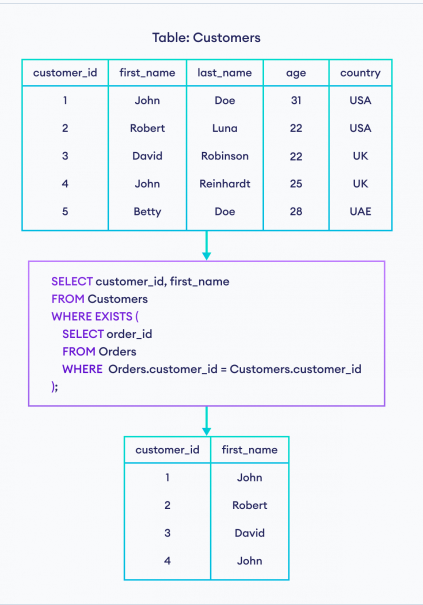 Table: Customers
customer_id first_name last_name age country
1 John Doe 31 USA
2 Robert Luna 22 USA
3 David Robinson 22 UK
4 John Reinhardt 25 UK
5 Betty Doe 28 UAE
SELECT customer_id, first_name
FROM Customers
WHERE EXISTS (
SELECT order_id
FROM Orders
WHERE Orders.customer_id = Customers.customer_id
);
customer_id first_name
1 John
2 Robert
3 David
4 John